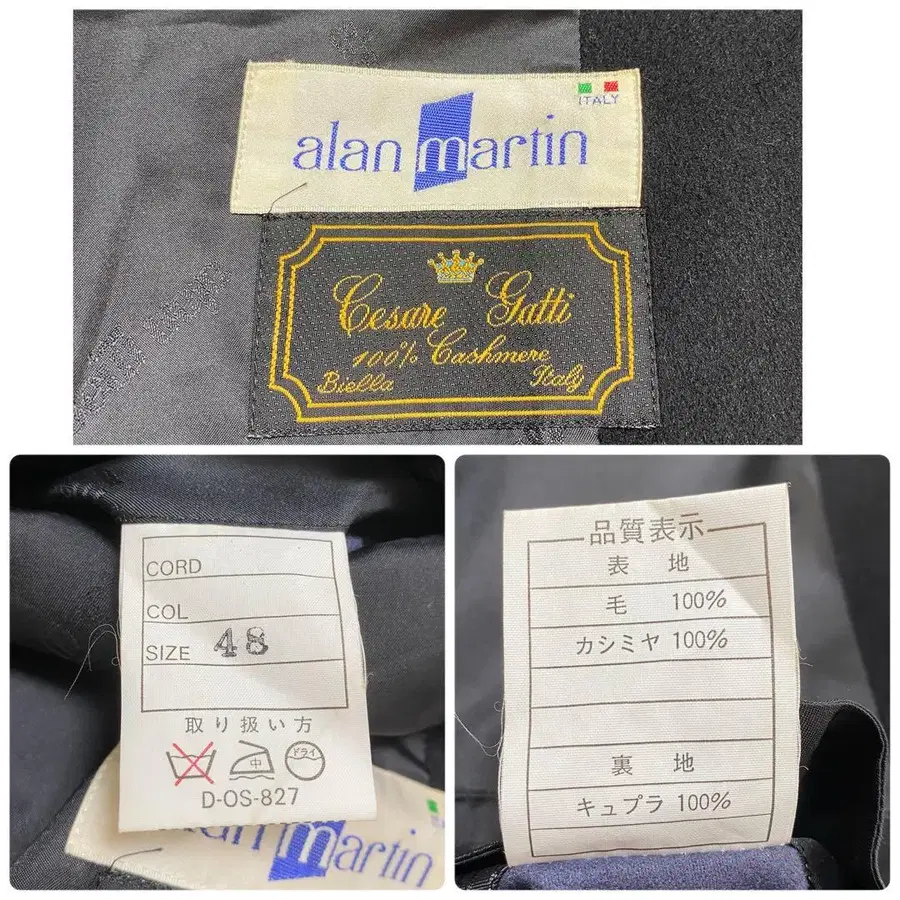 ITALY
alan martin
Cesare Gatti
100% Cashmere
Biella Italy
CORD
COL
SIZE 48
取り扱い方
中 ドライ
D-OS-827
alan martin
品質表示
表 地
毛 100%
カシミヤ 100%
裏 地
キュプラ 100%